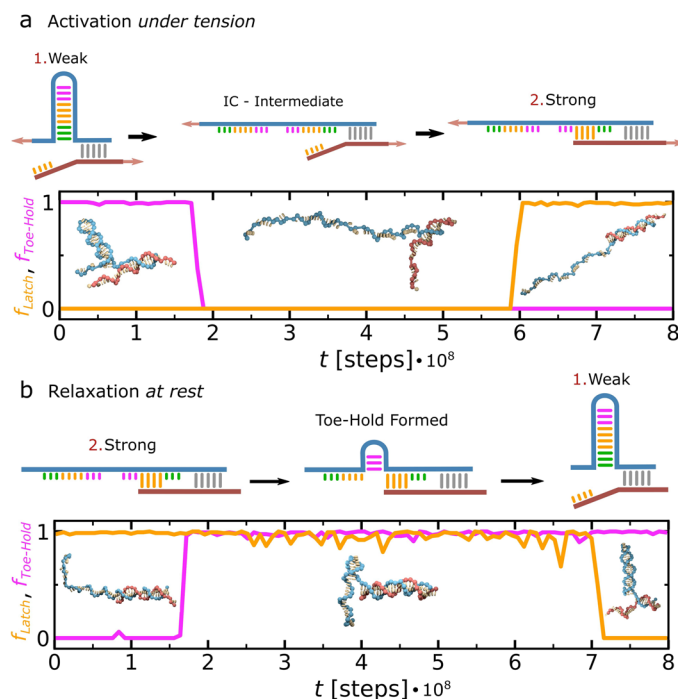 a Activation under tension
1.Weak
IC - Intermediate
2.Strong
1
0
f_Latch, f_Toe-Hold
0 1 2 3 4 5 6 7 8
t [steps]•10^8
b Relaxation at rest
1.Weak
Toe-Hold Formed
2.Strong
1
0
f_Latch, f_Toe-Hold
0 1 2 3 4 5 6 7 8
t [steps]•10^8